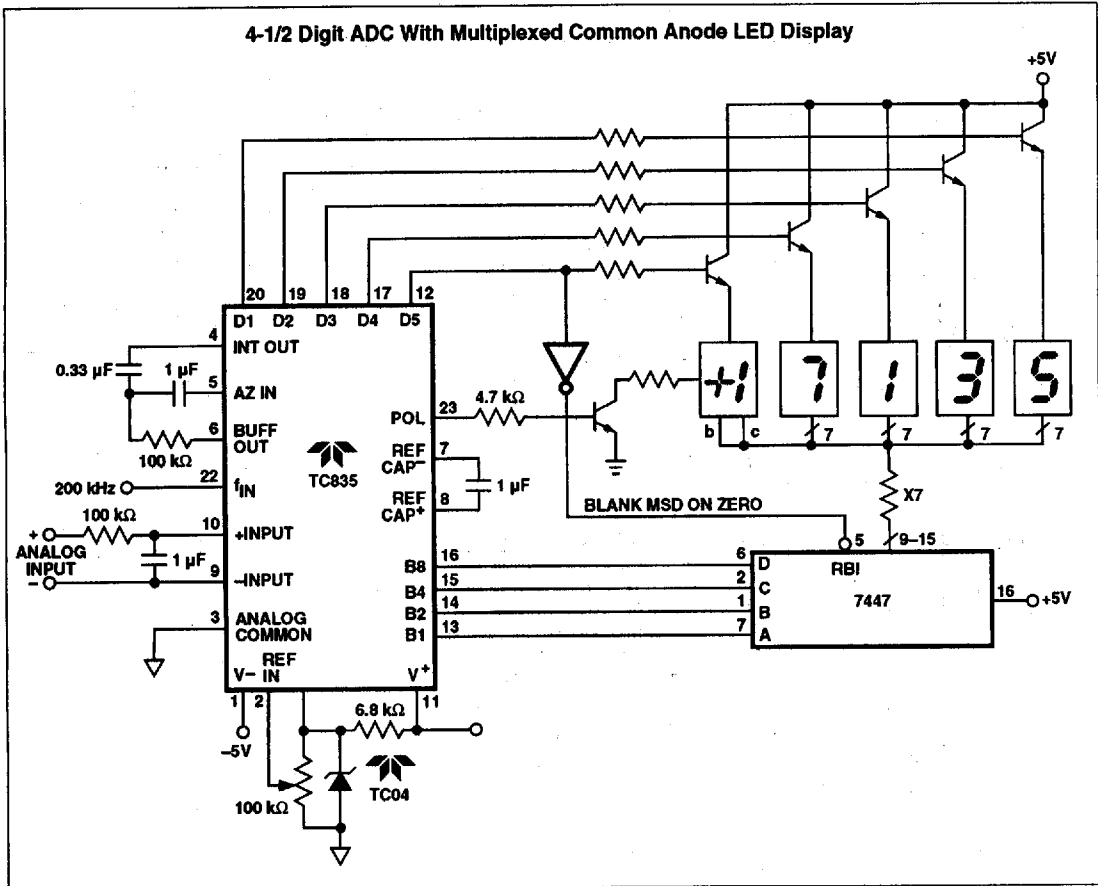 4-1/2 Digit ADC With Multiplexed Common Anode LED Display
+5V
20 19 18 17 12
D1 D2 D3 D4 D5
4 INT OUT
0.33 µF
1 µF
5 AZ IN
6 BUFF OUT
100 kΩ
22 fIN
200 kHz
100 kΩ
10 +INPUT
+ ANALOG INPUT –
1 µF
9 –INPUT
3 ANALOG COMMON
TC835
POL 23
4.7 kΩ
REF CAP– 7
REF CAP+ 8
1 µF
B8 16
B4 15
B2 14
B1 13
V– REF IN V+
1 2 11
–5V
6.8 kΩ
TC04
100 kΩ
+1 7 1 3 5
b c 7 7 7 7
X7
BLANK MSD ON ZERO
5 9–15
RBI
7447
6 D
2 C
1 B
7 A
16 +5V